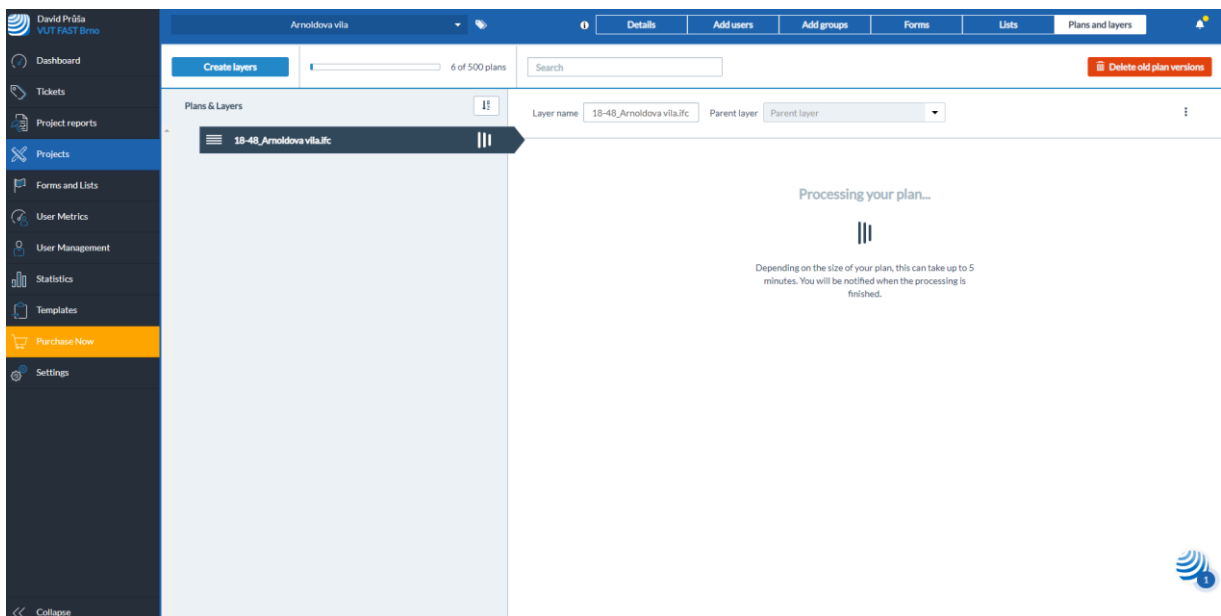 David Průša
VUT FAST Brno
Arnoldova vila
Details
Add users
Add groups
Forms
Lists
Plans and layers
Dashboard
Tickets
Project reports
Projects
Forms and Lists
User Metrics
User Management
Statistics
Templates
Purchase Now
Settings
Collapse
Create layers
6 of 500 plans
Search
Delete old plan versions
Plans & Layers
18-48_Arnoldova vila.ifc
Layer name
18-48_Arnoldova vila.ifc
Parent layer
Parent layer
Processing your plan...
Depending on the size of your plan, this can take up to 5
minutes. You will be notified when the processing is
finished.
1